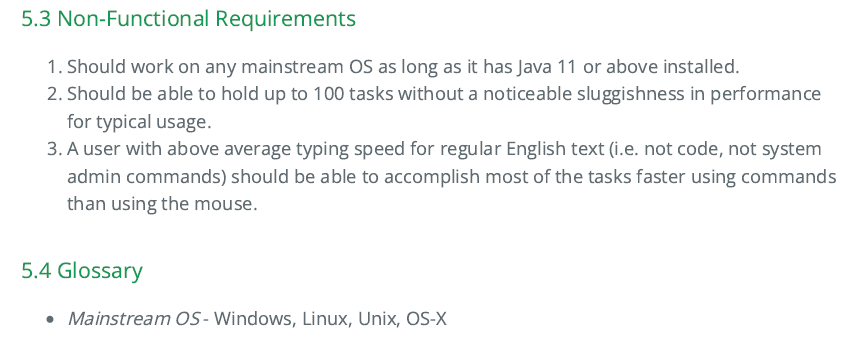 5.3 Non-Functional Requirements
1. Should work on any mainstream OS as long as it has Java 11 or above installed.
2. Should be able to hold up to 100 tasks without a noticeable sluggishness in performance
for typical usage.
3. A user with above average typing speed for regular English text (i.e. not code, not system
admin commands) should be able to accomplish most of the tasks faster using commands
than using the mouse.
5.4 Glossary
• Mainstream OS - Windows, Linux, Unix, OS-X